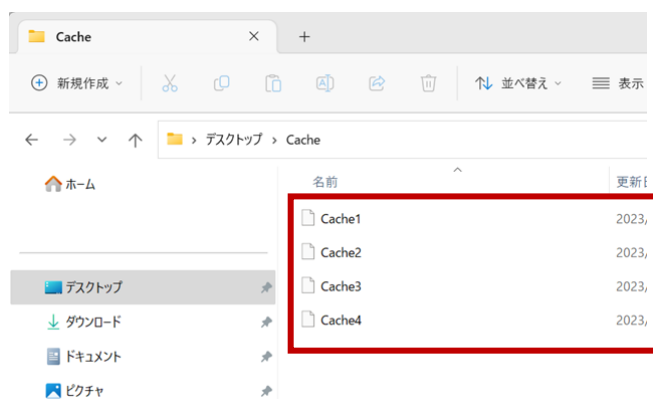 Cache
新規作成
並べ替え
表示
デスクトップ > Cache
ホーム
名前
更新日
Cache1 2023/
Cache2 2023/
デスクトップ
Cache3 2023/
ダウンロード
Cache4 2023/
ドキュメント
ピクチャ